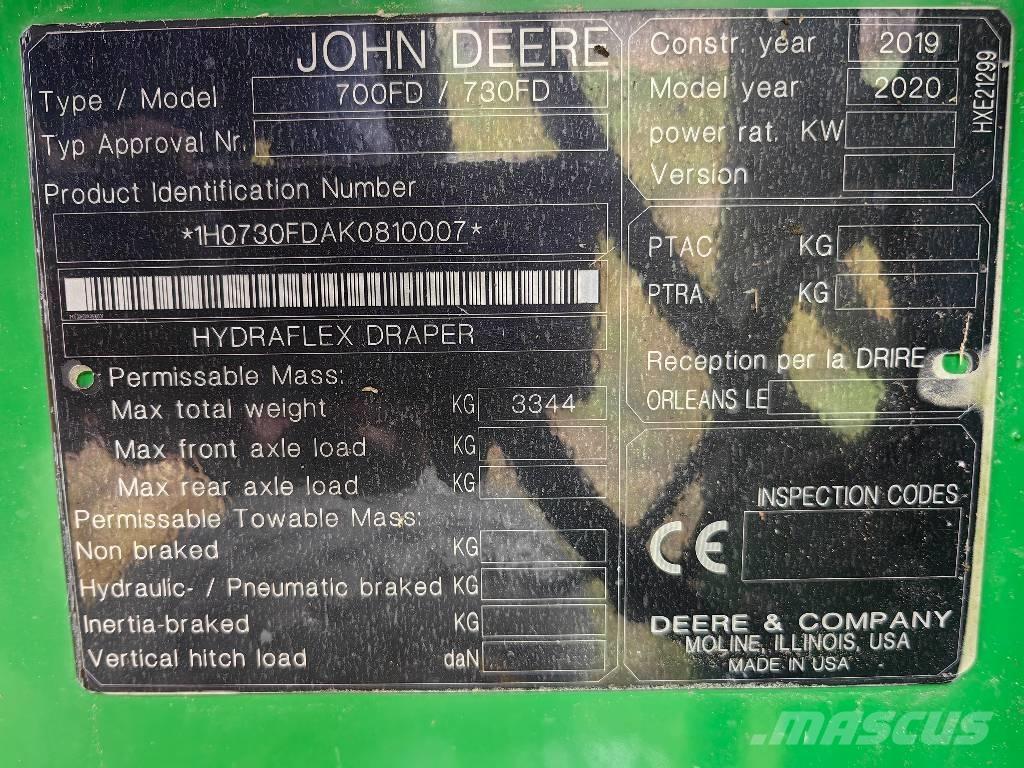 JOHN DEERE
Type / Model 700FD / 730FD
Typ Approval Nr.
Product Identification Number
*1H0730FDAK0810007*
HYDRAFLEX DRAPER
Permissable Mass:
Max total weight KG 3344
Max front axle load KG
Max rear axle load KG
Permissable Towable Mass:
Non braked KG
Hydraulic- / Pneumatic braked KG
Inertia-braked KG
Vertical hitch load daN
Constr. year 2019
Model year 2020
power rat. KW
Version
HXE21299
PTAC KG
PTRA KG
Reception per la DRIRE
ORLEANS LE
INSPECTION CODES
CE
DEERE & COMPANY
MOLINE, ILLINOIS, USA
MADE IN USA
MASCUS